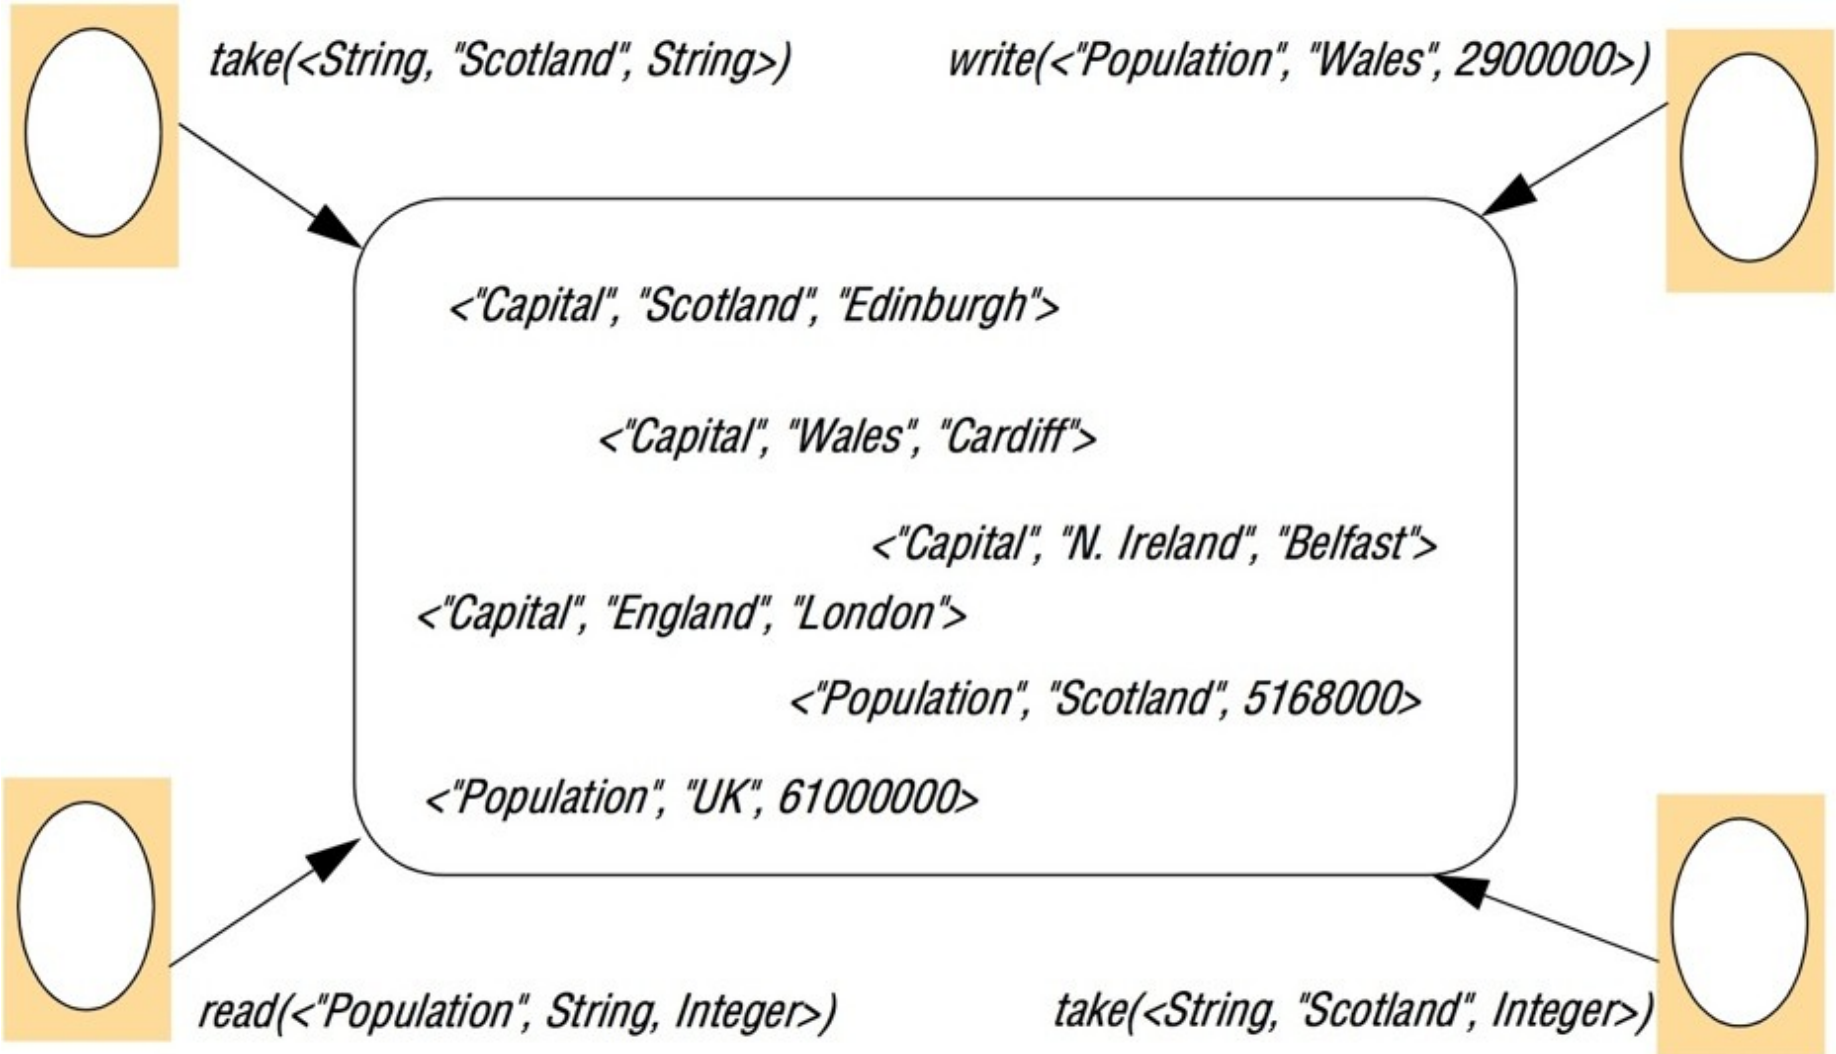 take(<String, "Scotland", String>)
write(<"Population", "Wales", 2900000>)
<"Capital", "Scotland", "Edinburgh">
<"Capital", "Wales", "Cardiff">
<"Capital", "N. Ireland", "Belfast">
<"Capital", "England", "London">
<"Population", "Scotland", 5168000>
<"Population", "UK", 61000000>
read(<"Population", String, Integer>)
take(<String, "Scotland", Integer>)